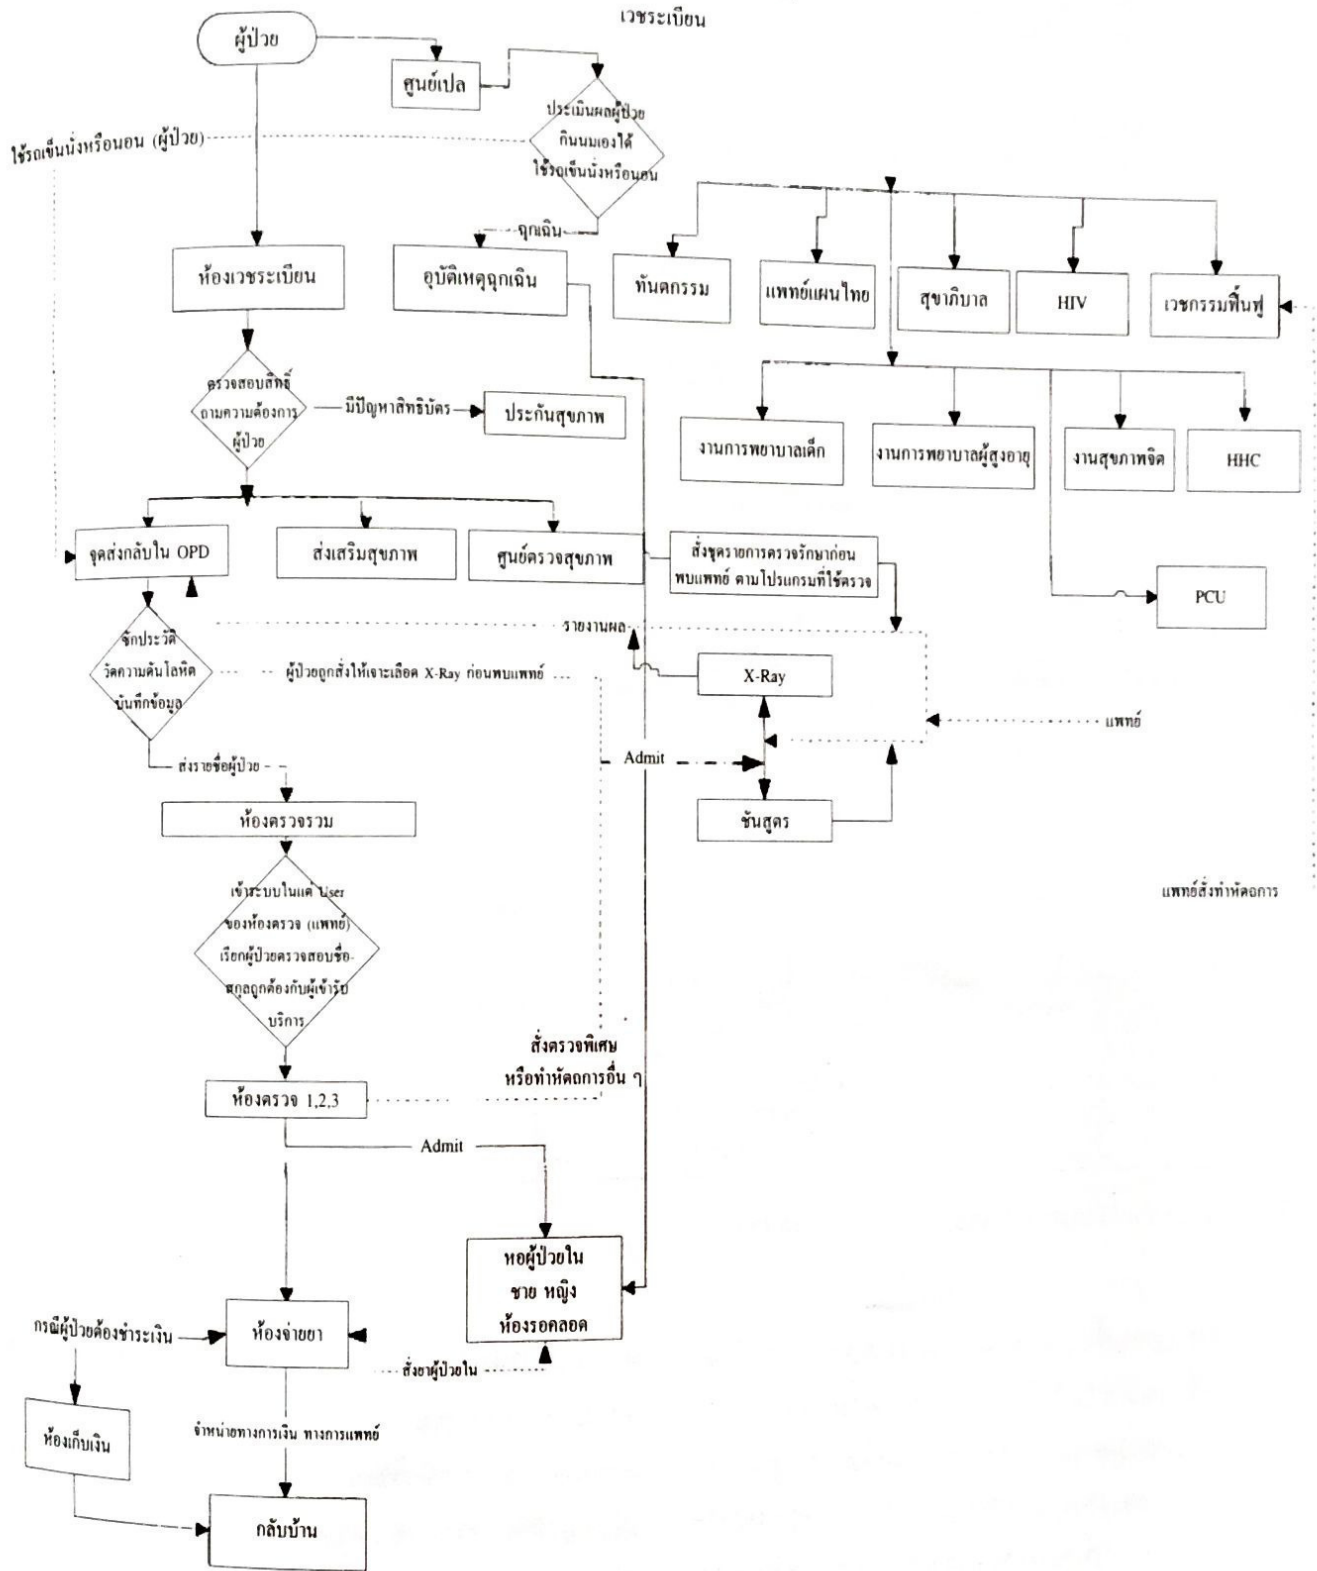 เวชระเบียน
ผู้ป่วย
ศูนย์เปล
ประเมินผลผู้ป่วย
กินนมเองได้
ใช้รถเข็นนั่งหรือนอน
ใช้รถเข็นนั่งหรือนอน (ผู้ป่วย)
ฉุกเฉิน
ห้องเวชระเบียน
อุบัติเหตุฉุกเฉิน
ทันตกรรม
แพทย์แผนไทย
สุขาภิบาล
HIV
เวชกรรมฟื้นฟู
ตรวจสอบสิทธิ์
ถามความต้องการ
ผู้ป่วย
มีปัญหาสิทธิบัตร
ประกันสุขภาพ
งานการพยาบาลเด็ก
งานการพยาบาลผู้สูงอายุ
งานสุขภาพจิต
HHC
จุดส่งกลับใน OPD
ส่งเสริมสุขภาพ
ศูนย์ตรวจสุขภาพ
สั่งชุดรายการตรวจรักษาก่อน
พบแพทย์ ตามโปรแกรมที่ใช้ตรวจ
PCU
ซักประวัติ
วัดความดันโลหิต
บันทึกข้อมูล
รายงานผล
ผู้ป่วยถูกสั่งให้เจาะเลือด X-Ray ก่อนพบแพทย์
X-Ray
แพทย์
ส่งรายชื่อผู้ป่วย
Admit
ห้องตรวจรวม
ชันสูตร
เข้าระบบในแต่ User
ของห้องตรวจ (แพทย์)
เรียกผู้ป่วยตรวจสอบชื่อ-
สกุลถูกต้องกับผู้เข้ารับ
บริการ
แพทย์สั่งทำหัตถการ
สั่งตรวจพิเศษ
หรือทำหัตถการอื่น ๆ
ห้องตรวจ 1,2,3
Admit
หอผู้ป่วยใน
ชาย หญิง
ห้องรอคลอด
กรณีผู้ป่วยต้องชำระเงิน
ห้องจ่ายยา
สั่งยาผู้ป่วยใน
ห้องเก็บเงิน
จำหน่ายทางการเงิน ทางการแพทย์
กลับบ้าน